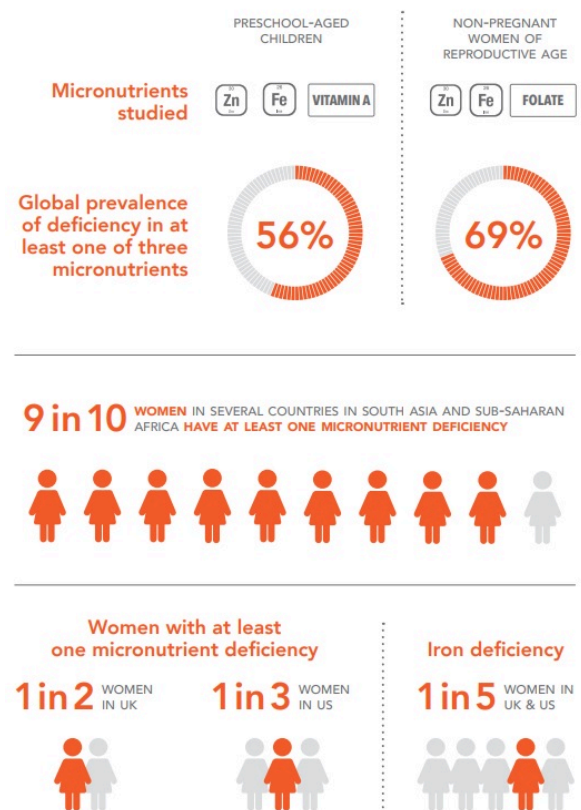 PRESCHOOL-AGED
CHILDREN
NON-PREGNANT
WOMEN OF
REPRODUCTIVE AGE
Micronutrients
studied
Zn
Fe
VITAMIN A
Zn
Fe
FOLATE
Global prevalence
of deficiency in at
least one of three
micronutrients
56%
69%
9 in 10 WOMEN IN SEVERAL COUNTRIES IN SOUTH ASIA AND SUB-SAHARAN
AFRICA HAVE AT LEAST ONE MICRONUTRIENT DEFICIENCY
Women with at least
one micronutrient deficiency
1 in 2 WOMEN
IN UK
1 in 3 WOMEN
IN US
Iron deficiency
1 in 5 WOMEN IN
UK & US